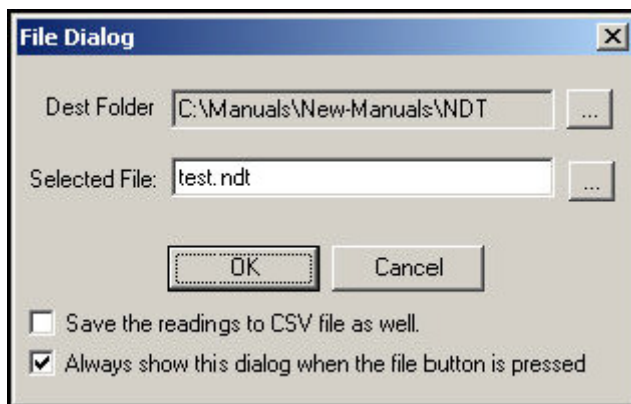 File Dialog
Dest Folder C:\Manuals\New-Manuals\NDT ...
Selected File: test.ndt ...
OK Cancel
Save the readings to CSV file as well.
Always show this dialog when the file button is pressed